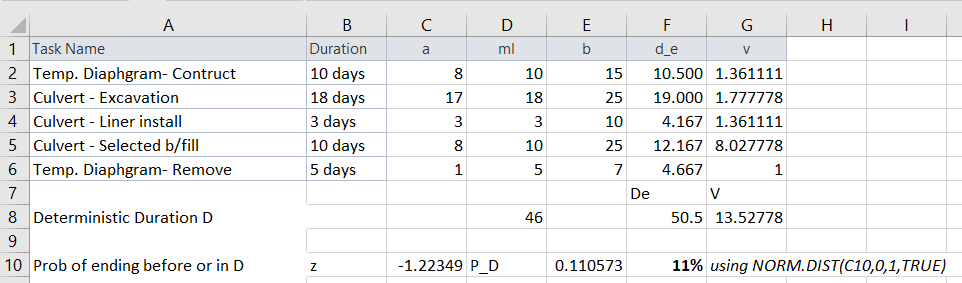 A B C D E F G H I
1 Task Name Duration a ml b d_e v
2 Temp. Diaphgram- Contruct 10 days 8 10 15 10.500 1.361111
3 Culvert - Excavation 18 days 17 18 25 19.000 1.777778
4 Culvert - Liner install 3 days 3 3 10 4.167 1.361111
5 Culvert - Selected b/fill 10 days 8 10 25 12.167 8.027778
6 Temp. Diaphgram- Remove 5 days 1 5 7 4.667 1
7 De V
8 Deterministic Duration D 46 50.5 13.52778
9
10 Prob of ending before or in D z -1.22349 P_D 0.110573 11% using NORM.DIST(C10,0,1,TRUE)